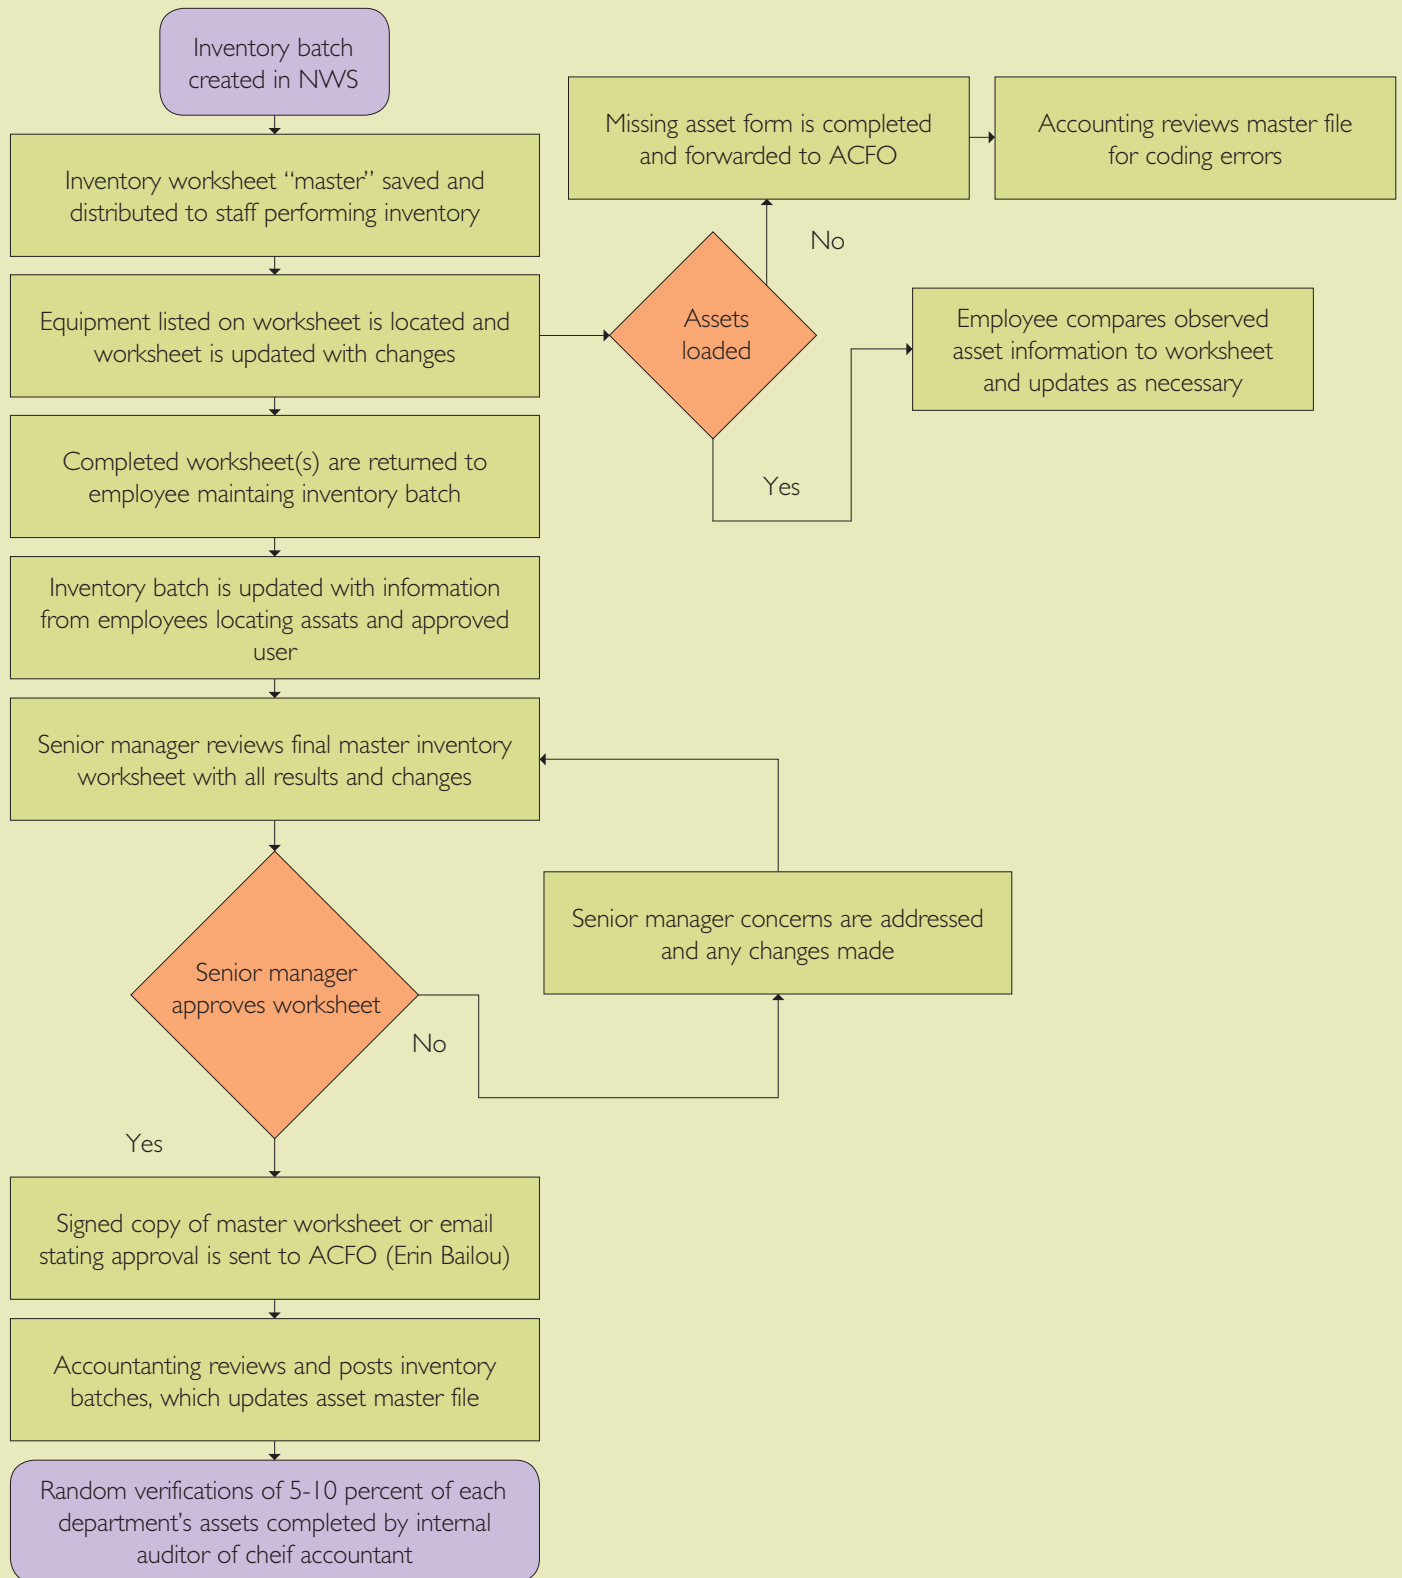 Inventory batch
created in NWS
Inventory worksheet “master” saved and
distributed to staff performing inventory
Equipment listed on worksheet is located and
worksheet is updated with changes
Assets
loaded
No
Missing asset form is completed
and forwarded to ACFO
Accounting reviews master file
for coding errors
Yes
Employee compares observed
asset information to worksheet
and updates as necessary
Completed worksheet(s) are returned to
employee maintaing inventory batch
Inventory batch is updated with information
from employees locating assats and approved
user
Senior manager reviews final master inventory
worksheet with all results and changes
Senior manager
approves worksheet
No
Senior manager concerns are addressed
and any changes made
Yes
Signed copy of master worksheet or email
stating approval is sent to ACFO (Erin Bailou)
Accountanting reviews and posts inventory
batches, which updates asset master file
Random verifications of 5-10 percent of each
department’s assets completed by internal
auditor of cheif accountant